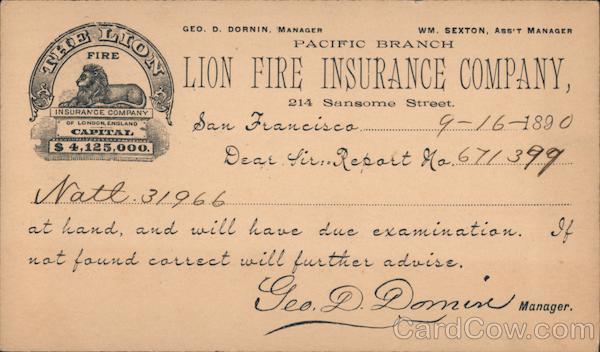 GEO. D. DORNIN, MANAGER WM. SEXTON, ASS'T MANAGER
PACIFIC BRANCH
LION FIRE INSURANCE COMPANY,
214 Sansome Street.
THE LION
FIRE
INSURANCE COMPANY
OF LONDON, ENGLAND
CAPITAL
$4,125,000.
San Francisco 9-16-1890
Dear Sir:-Report No. 671399
Natl. 31966
at hand, and will have due examination. If
not found correct will further advise.
Geo. D. Dornin Manager.
CardCow.com